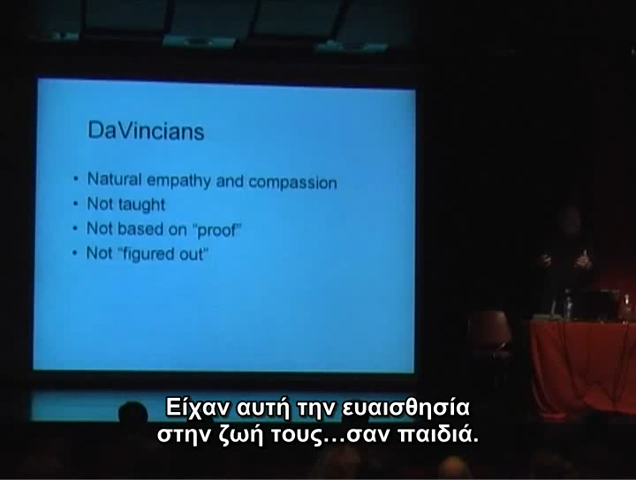 DaVincians
• Natural empathy and compassion
• Not taught
• Not based on "proof"
• Not "figured out"
Είχαν αυτή την ευαισθησία
στην ζωή τους...σαν παιδιά.